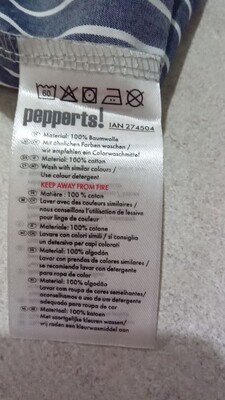 60
pepperts!
IAN 274504
Material: 100% Baumwolle
Mit ähnlichen Farben waschen /
wir empfehlen ein Colorwaschmittel
Material: 100% cotton
Wash with similar colours /
Use colour detergent
KEEP AWAY FROM FIRE
Matière : 100 % coton
Laver avec des couleurs similaires /
nous conseillons l'utilisation de lessive
pour linge de couleur
Materiale: 100% cotone
Lavare con colori simili / si consiglia
un detersivo per capi colorati
Material: 100% algodón
Lavar con prendas de colores similares /
se recomienda lavar con detergente
para ropa de color
Material: 100% algodão
Lavar com roupa de cores semelhantes/
aconselhamos o uso de um detergente
adequado para roupa de cor
Materiaal: 100% katoen
Met soortgelijke kleuren wassen/
wij raden een kleurwasmiddel aan